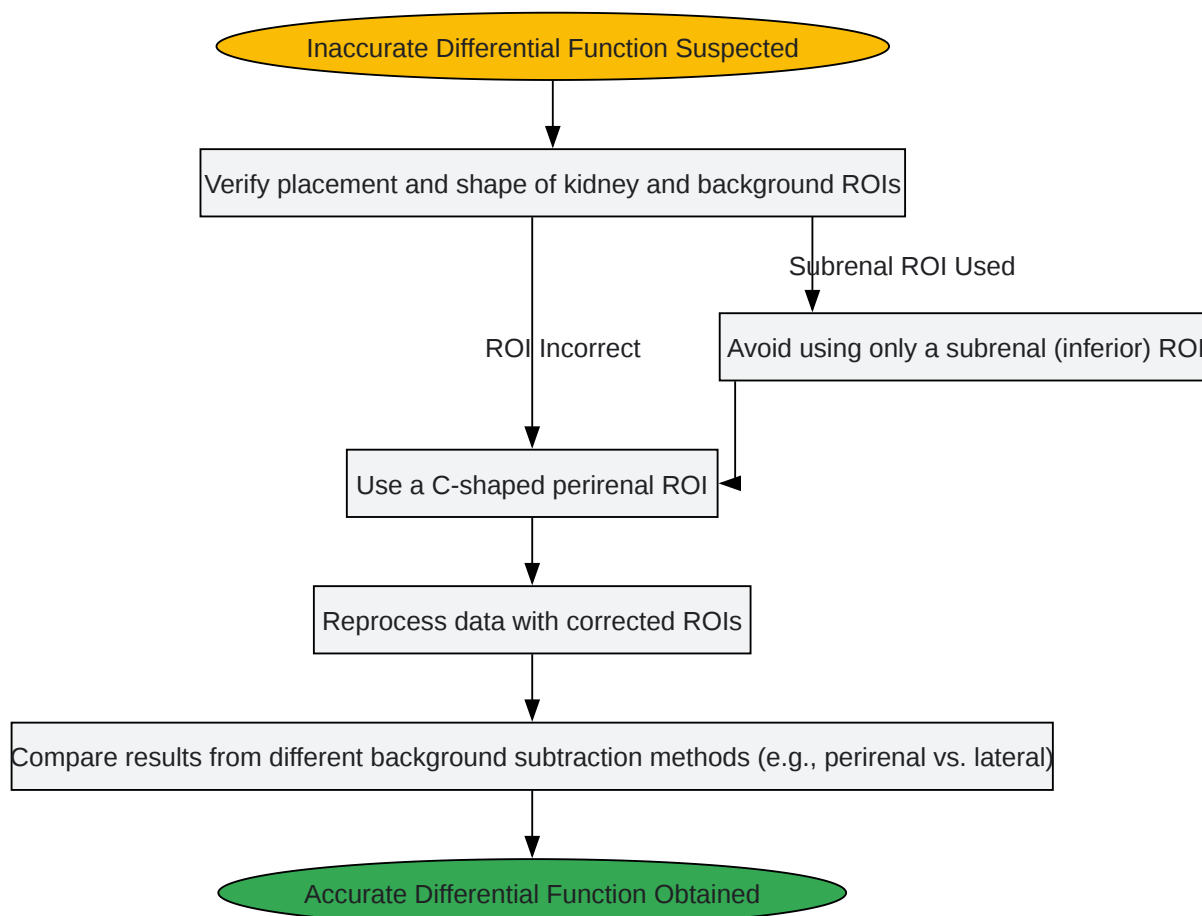 Inaccurate Differential Function Suspected
Verify placement and shape of kidney and background ROIs
Subrenal ROI Used
ROI Incorrect
Avoid using only a subrenal (inferior) ROI
Use a C-shaped perirenal ROI
Reprocess data with corrected ROIs
Compare results from different background subtraction methods (e.g., perirenal vs. lateral)
Accurate Differential Function Obtained